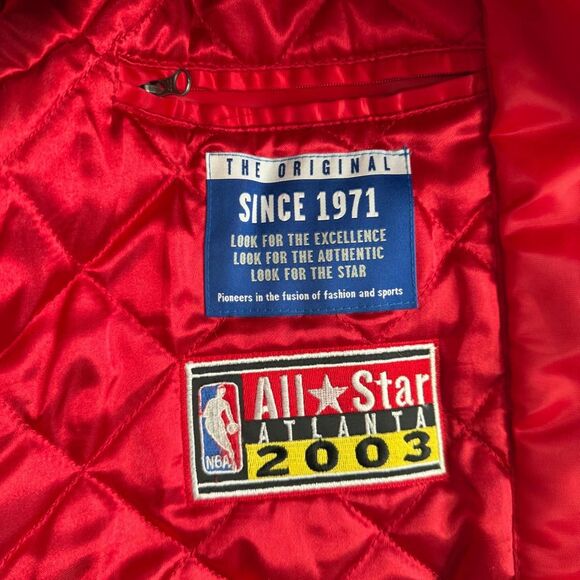 THE ORIGINAL
SINCE 1971
LOOK FOR THE EXCELLENCE
LOOK FOR THE AUTHENTIC
LOOK FOR THE STAR
Pioneers in the fusion of fashion and sports
All★Star
ATLANTA
2003
NBA